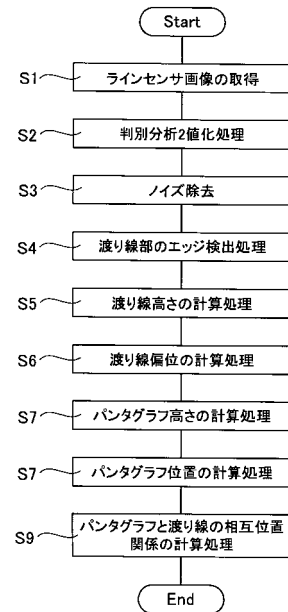 Start
S1 ラインセンサ画像の取得
S2 判別分析2値化処理
S3 ノイズ除去
S4 渡り線部のエッジ検出処理
S5 渡り線高さの計算処理
S6 渡り線偏位の計算処理
S7 パンタグラフ高さの計算処理
S7 パンタグラフ位置の計算処理
S9 パンタグラフと渡り線の相互位置
関係の計算処理
End